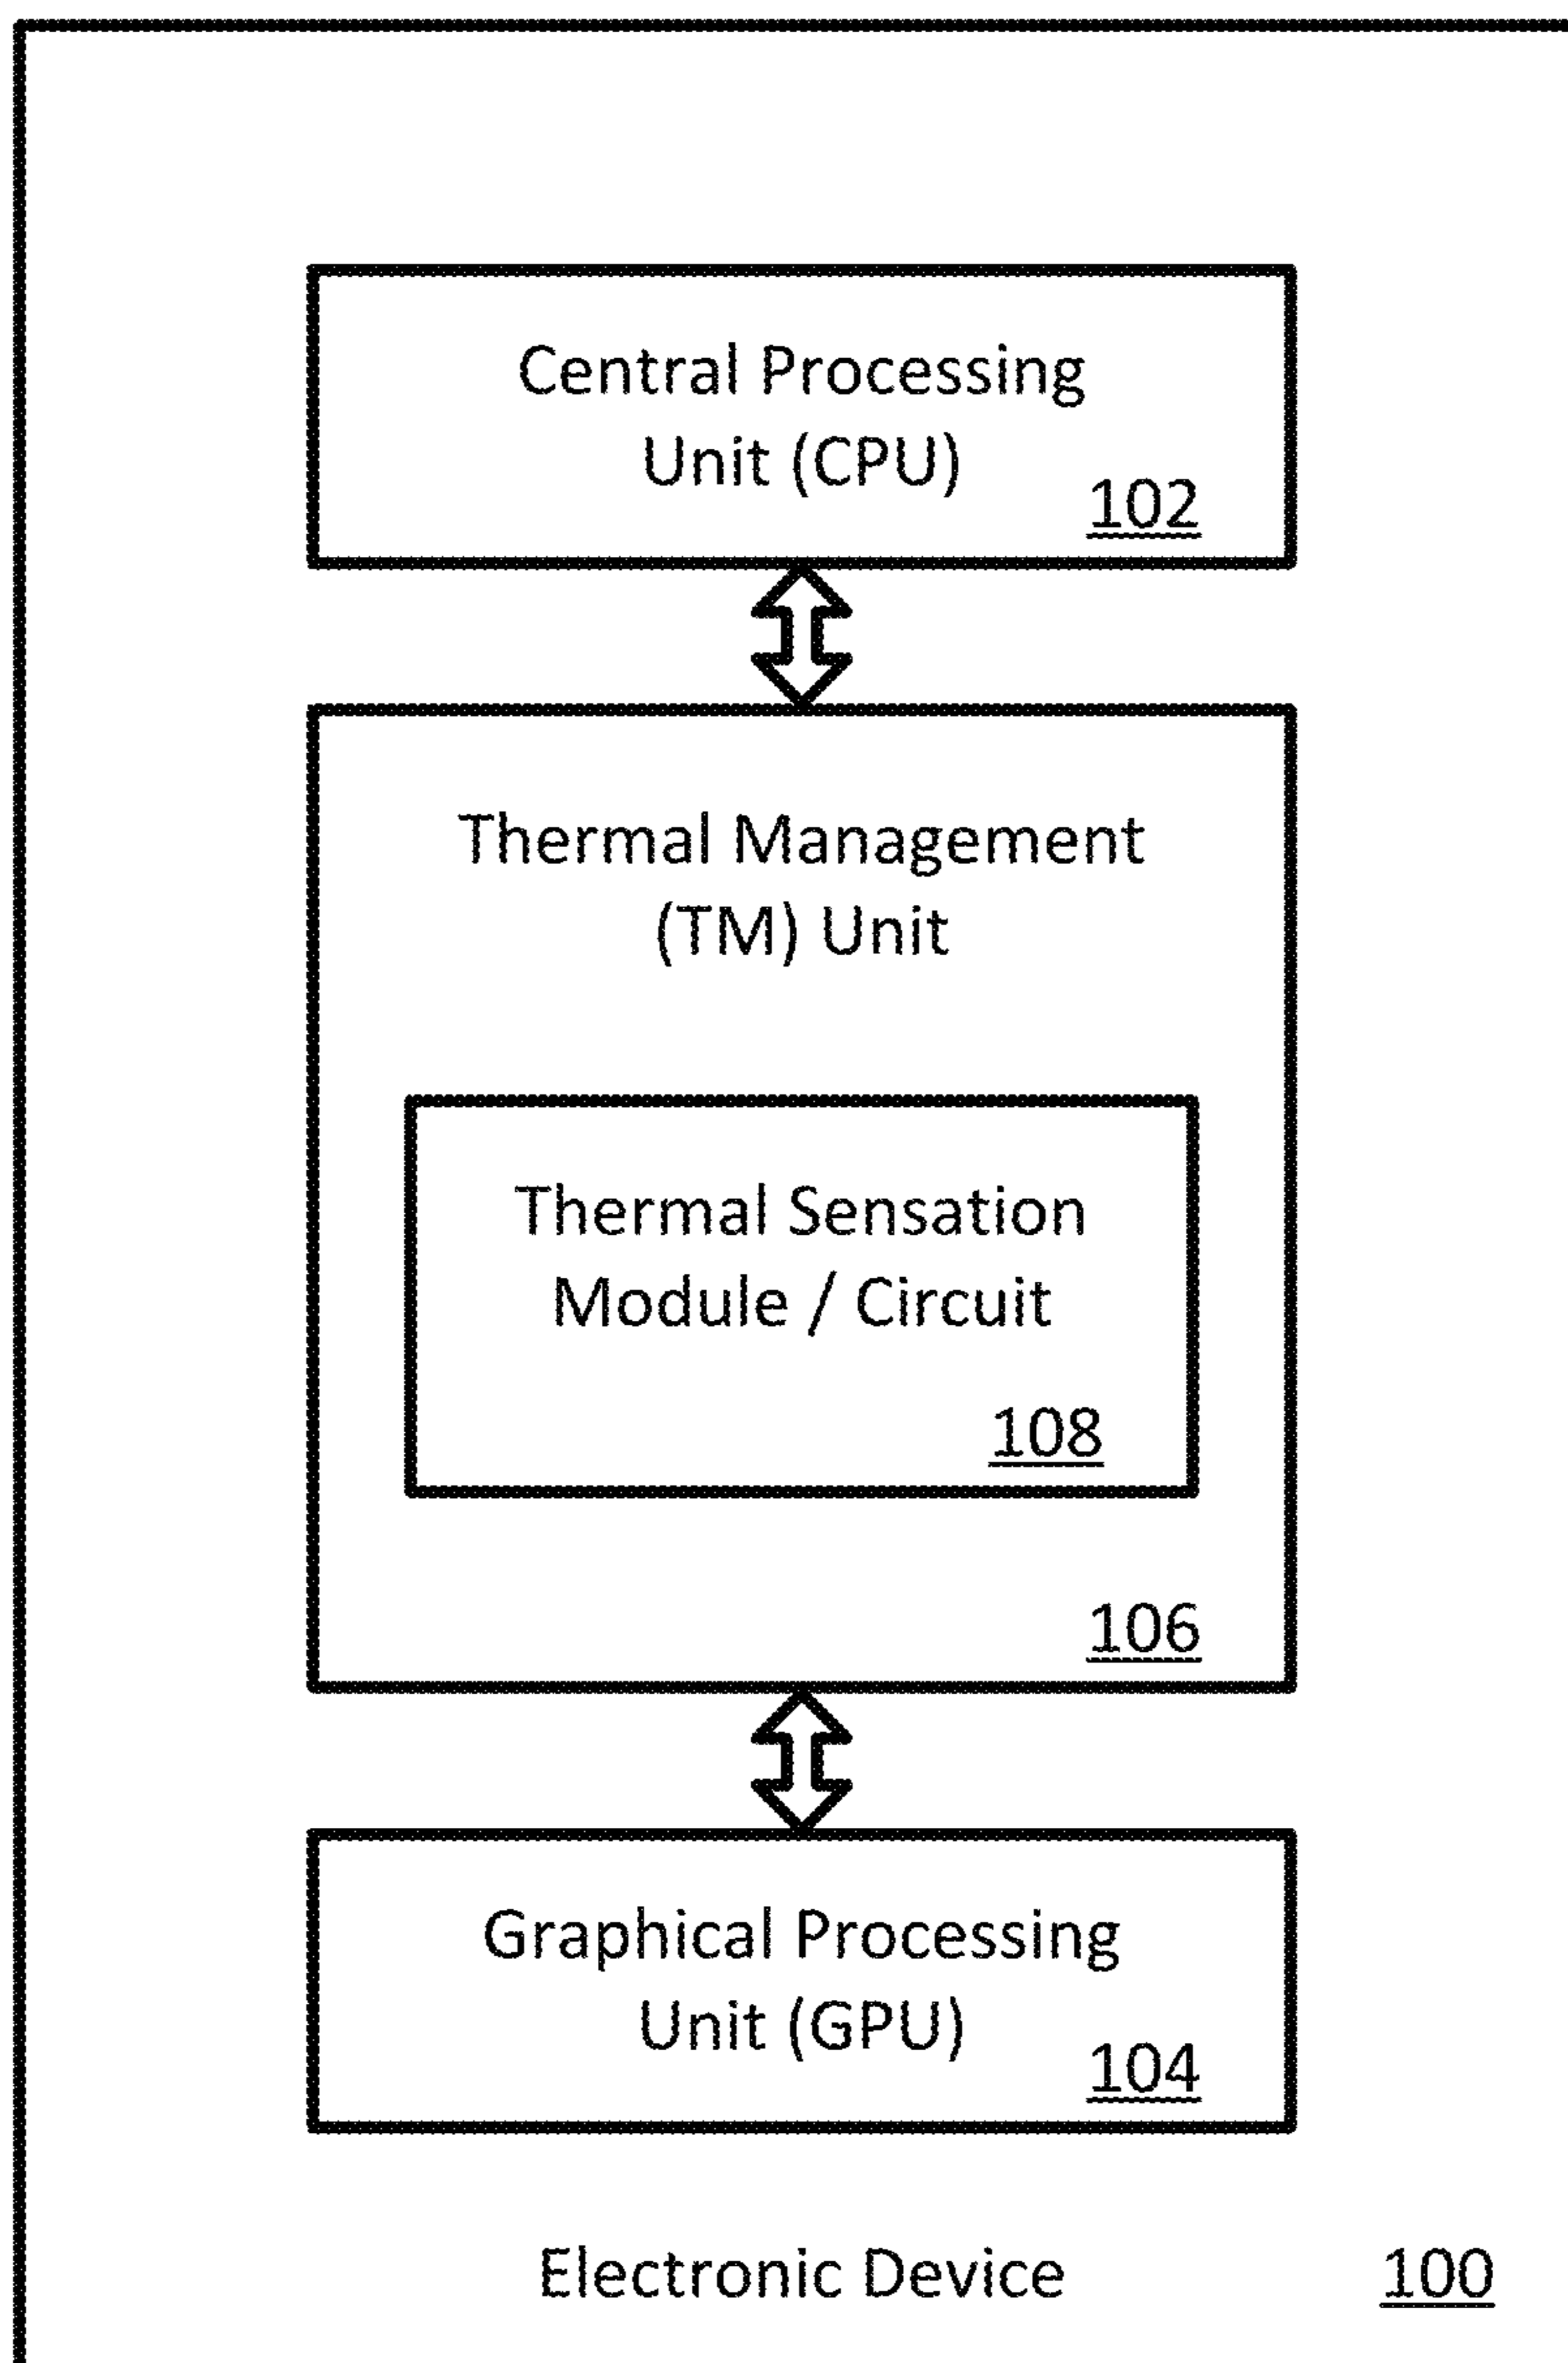 Central Processing
Unit (CPU)
102
Thermal Management
(TM) Unit
Thermal Sensation
Module / Circuit
108
106
Graphical Processing
Unit (GPU)
104
Electronic Device 100